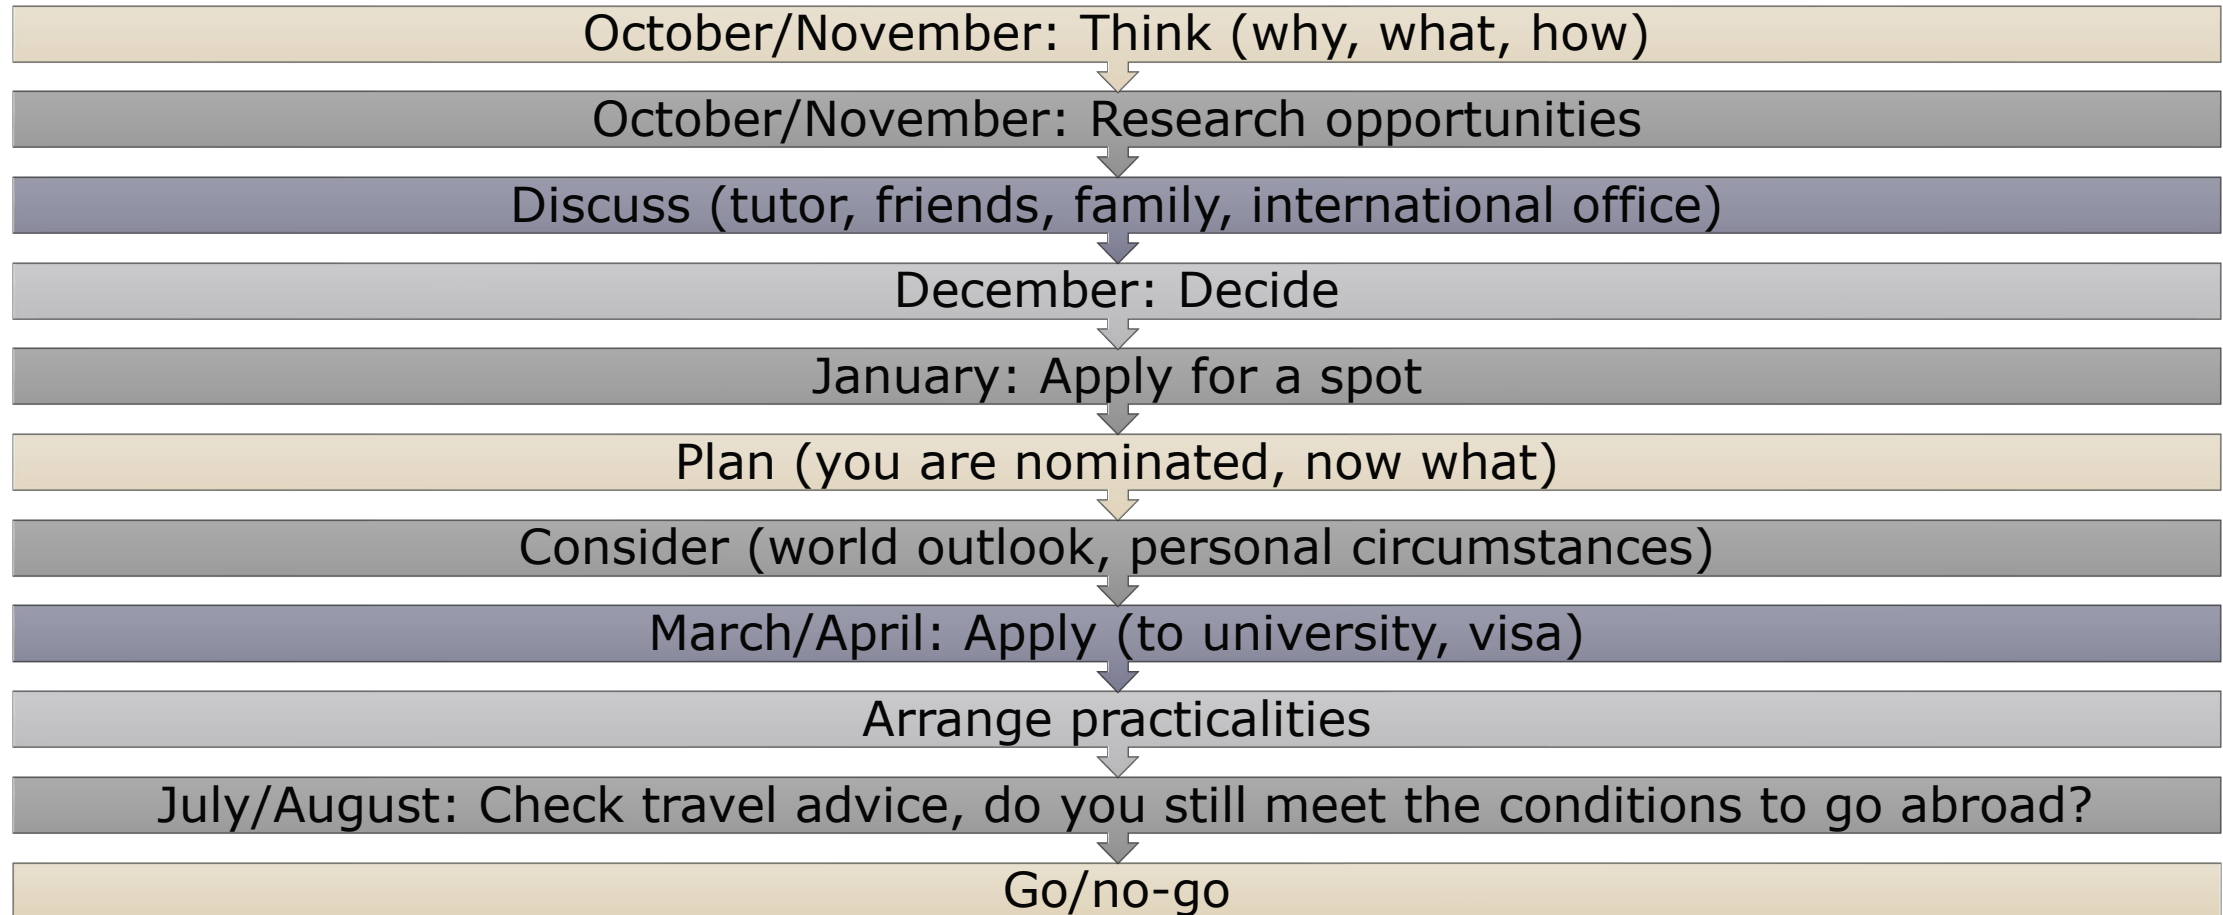 October/November: Think (why, what, how)
October/November: Research opportunities
Discuss (tutor, friends, family, international office)
December: Decide
January: Apply for a spot
Plan (you are nominated, now what)
Consider (world outlook, personal circumstances)
March/April: Apply (to university, visa)
Arrange practicalities
July/August: Check travel advice, do you still meet the conditions to go abroad?
Go/no-go